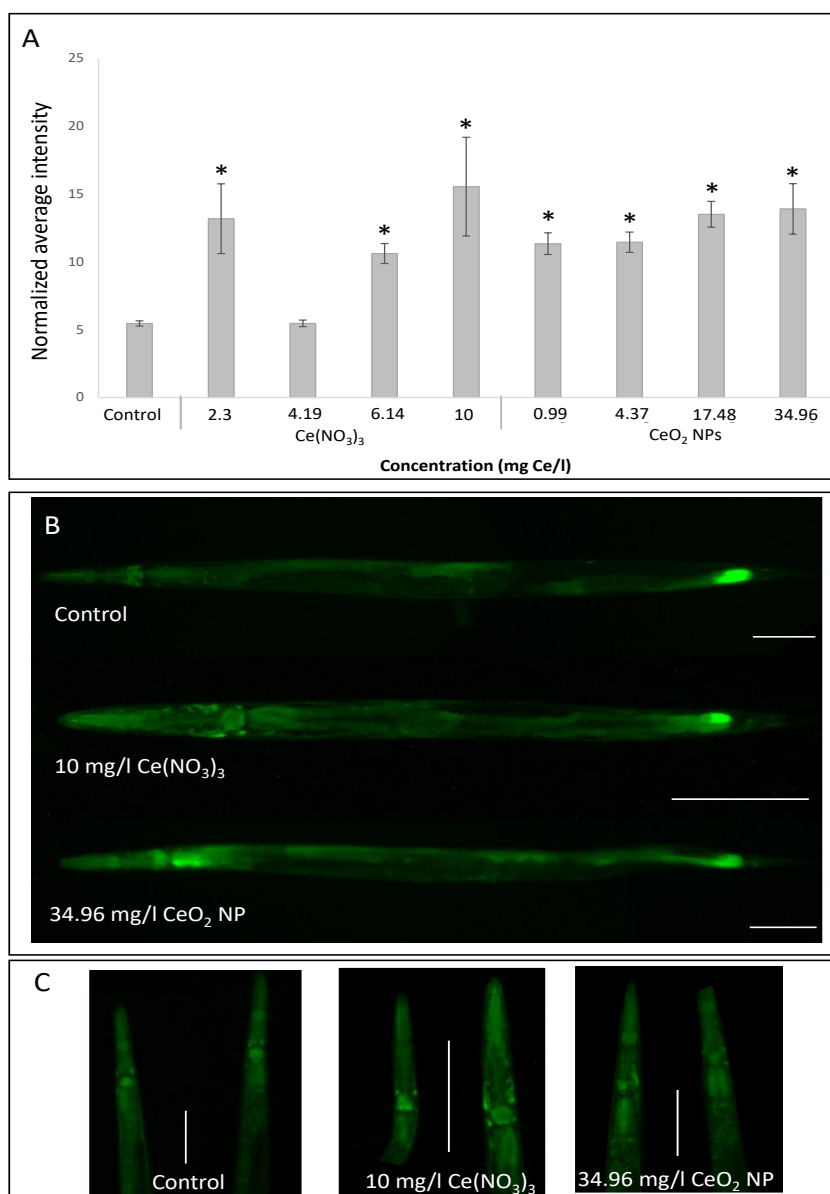 A
25
20
15
10
5
0
Normalized average intensity
* * * * * * *
Control 2.3 4.19 6.14 10 0.99 4.37 17.48 34.96
Ce(NO₃)₃ CeO₂ NPs
Concentration (mg Ce/l)
B
Control
10 mg/l Ce(NO₃)₃
34.96 mg/l CeO₂ NP
C
Control 10 mg/l Ce(NO₃)₃ 34.96 mg/l CeO₂ NP